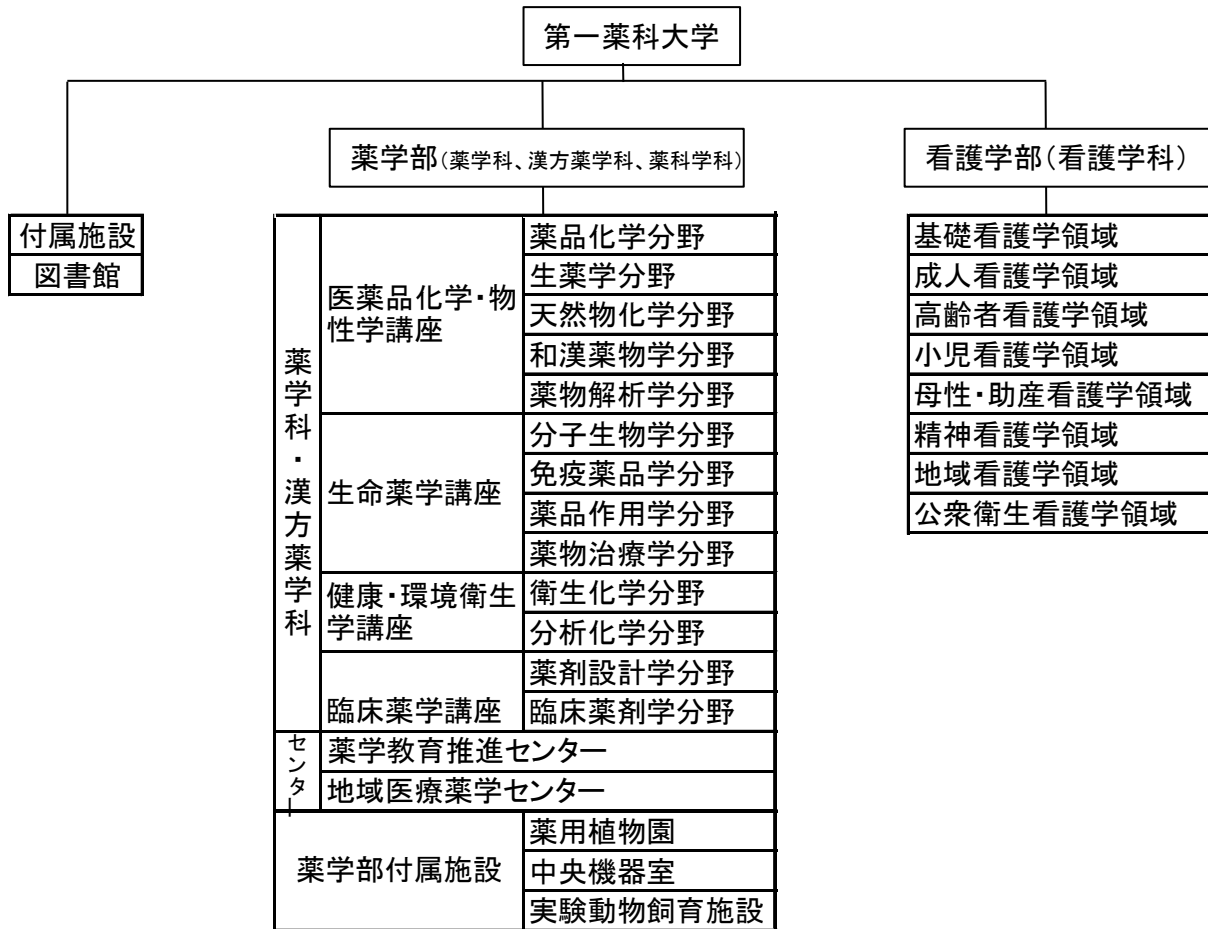 第一薬科大学
薬学部(薬学科、漢方薬学科、薬科学科)
看護学部(看護学科)
付属施設
図書館
薬学科・漢方薬学科
医薬品化学・物
性学講座
薬品化学分野
生薬学分野
天然物化学分野
和漢薬物学分野
薬物解析学分野
生命薬学講座
分子生物学分野
免疫薬品学分野
薬品作用学分野
薬物治療学分野
健康・環境衛生
学講座
衛生化学分野
分析化学分野
臨床薬学講座
薬剤設計学分野
臨床薬剤学分野
センター
薬学教育推進センター
地域医療薬学センター
薬学部付属施設
薬用植物園
中央機器室
実験動物飼育施設
基礎看護学領域
成人看護学領域
高齢者看護学領域
小児看護学領域
母性・助産看護学領域
精神看護学領域
地域看護学領域
公衆衛生看護学領域